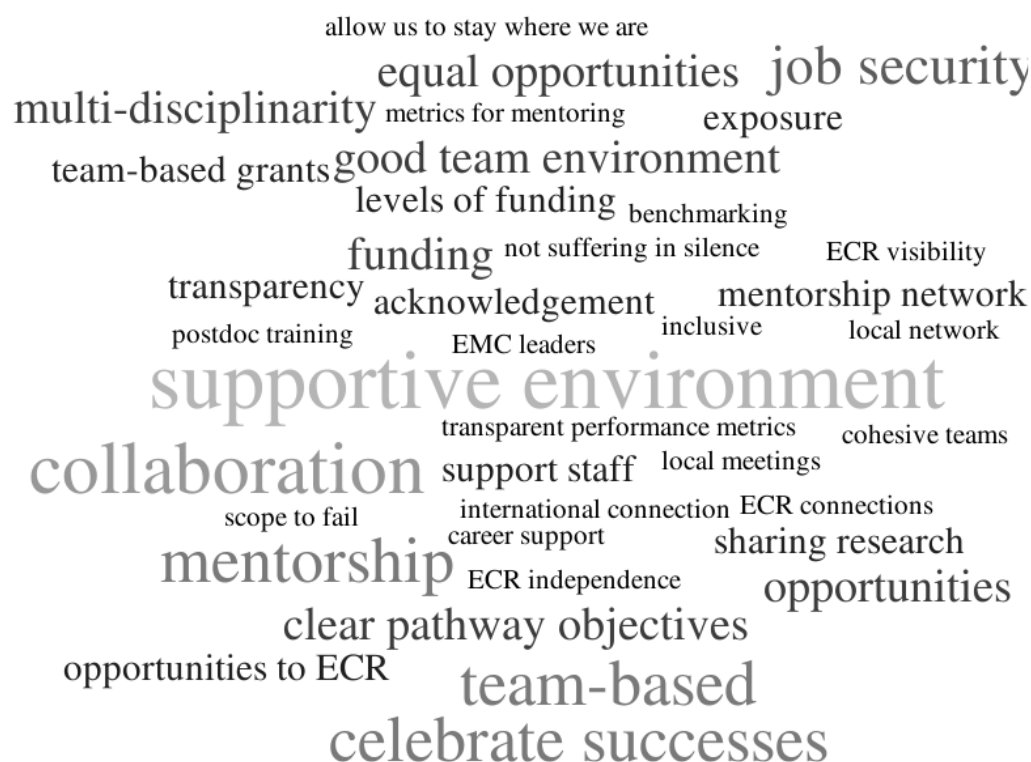 allow us to stay where we are
equal opportunities
job security
multi-disciplinarity
metrics for mentoring
exposure
team-based grants
good team environment
levels of funding
benchmarking
funding
not suffering in silence
ECR visibility
transparency
acknowledgement
mentorship network
postdoc training
EMC leaders
inclusive
local network
supportive environment
transparent performance metrics
cohesive teams
collaboration
support staff
local meetings
scope to fail
international connection
ECR connections
career support
sharing research
mentorship
ECR independence
opportunities
clear pathway objectives
opportunities to ECR
team-based
celebrate successes